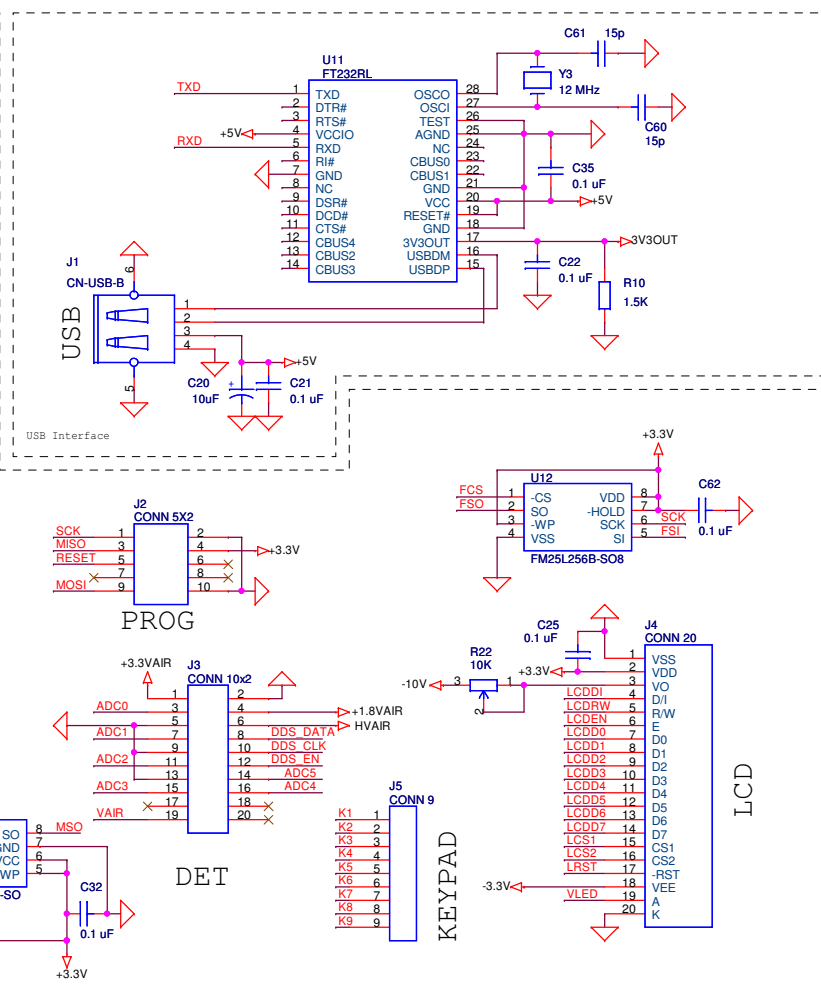 C61 15p
U11
FT232RL
Y3
12 MHz
C60
15p
TXD 1 TXD OSCO 28
2 DTR# OSCI 27
3 RTS# TEST 26
+5V 4 VCCIO AGND 25
RXD 5 RXD NC 24
6 RI# CBUS0 23
7 GND CBUS1 22
8 NC GND 21
9 DSR# VCC 20 +5V
10 DCD# RESET# 19
11 CTS# GND 18
12 CBUS4 3V3OUT 17 3V3OUT
13 CBUS2 USBDM 16
14 CBUS3 USBDP 15
C35
0.1 uF
C22
0.1 uF
R10
1.5K
J1
CN-USB-B
USB
6
1
2
3
4
5
+5V
C20
10uF
+
C21
0.1 uF
USB Interface
+3.3V
U12
FCS 1 -CS VDD 8
FSO 2 SO -HOLD 7
3 -WP SCK 6 SCK
4 VSS SI 5 FSI
FM25L256B-SO8
C62
0.1 uF
J2
CONN 5X2
SCK 1 2
MISO 3 4 +3.3V
RESET 5 6
7 8
MOSI 9 10
PROG
+3.3VAIR
J3
CONN 10x2
1 2
ADC0 3 4 +1.8VAIR
5 6 HVAIR
ADC1 7 8 DDS_DATA
9 10 DDS_CLK
ADC2 11 12 DDS_EN
13 14 ADC5
ADC3 15 16 ADC4
17 18
VAIR 19 20
DET
J5
CONN 9
K1 1
K2 2
K3 3
K4 4
K5 5
K6 6
K7 7
K8 8
K9 9
KEYPAD
C25
0.1 uF
R22
10K
-10V 3 1
2
+3.3V
J4
CONN 20
1 VSS
2 VDD
3 VO
LCDDI 4 D/I
LCDRW 5 R/W
LCDEN 6 E
LCDD0 7 D0
LCDD1 8 D1
LCDD2 9 D2
LCDD3 10 D3
LCDD4 11 D4
LCDD5 12 D5
LCDD6 13 D6
LCDD7 14 D7
LCS1 15 CS1
LCS2 16 CS2
LRST 17 -RST
-3.3V 18 VEE
VLED 19 A
20 K
LCD
SO 8 MSO
GND 7
VCC 6
WP 5
-SO
C32
0.1 uF
+3.3V